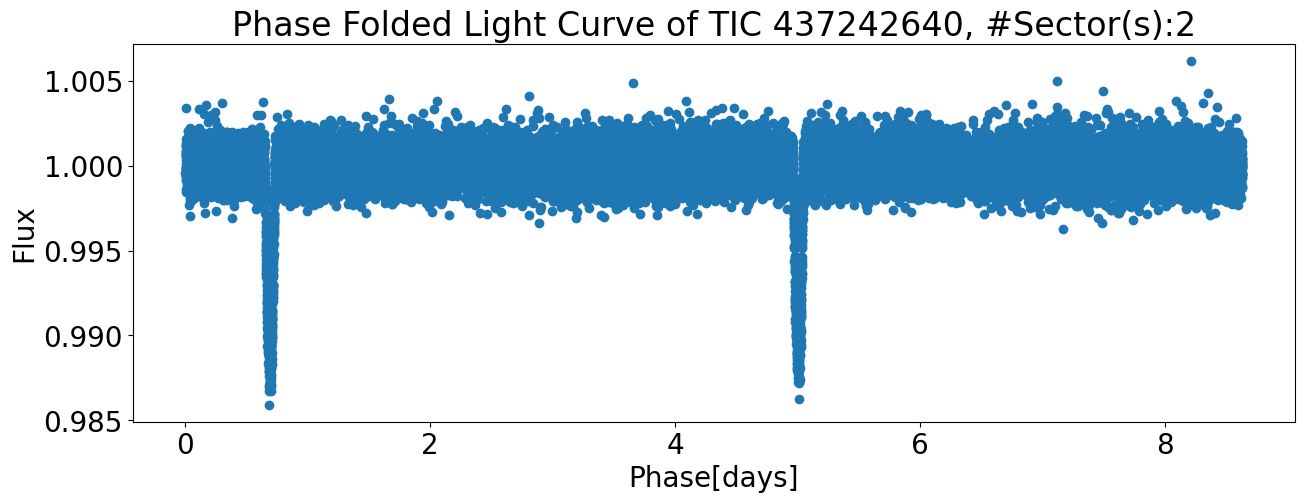 Phase Folded Light Curve of TIC 437242640, #Sector(s):2
1.005
1.000
0.995
0.990
0.985
Flux
0 2 4 6 8
Phase[days]